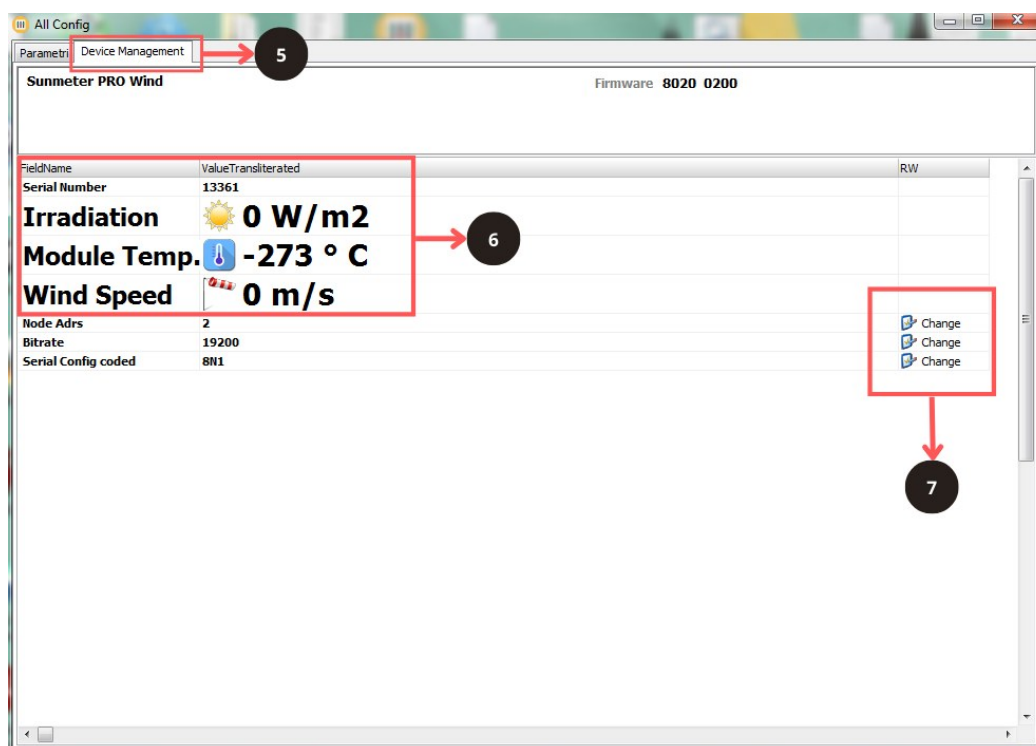 All Config
Parametri Device Management
5
Sunmeter PRO Wind Firmware 8020 0200
FieldName ValueTransliterated RW
Serial Number 13361
Irradiation 0 W/m2
Module Temp. -273 ° C
6
Wind Speed 0 m/s
Node Adrs 2 Change
Bitrate 19200 Change
Serial Config coded 8N1 Change
7